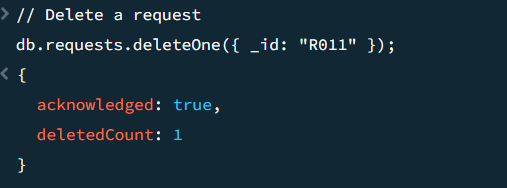 // Delete a request
db.requests.deleteOne({ _id: "R011" });
{
acknowledged: true,
deletedCount: 1
}